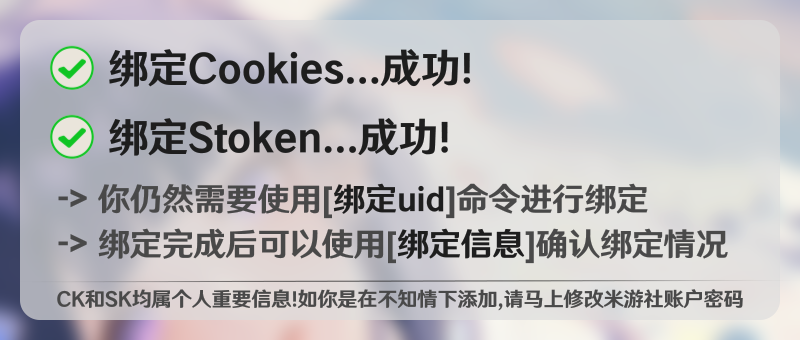 绑定Cookies...成功!
绑定Stoken...成功!
-> 你仍然需要使用[绑定uid]命令进行绑定
-> 绑定完成后可以使用[绑定信息]确认绑定情况
CK和SK均属个人重要信息!如你是在不知情下添加,请马上修改米游社账户密码